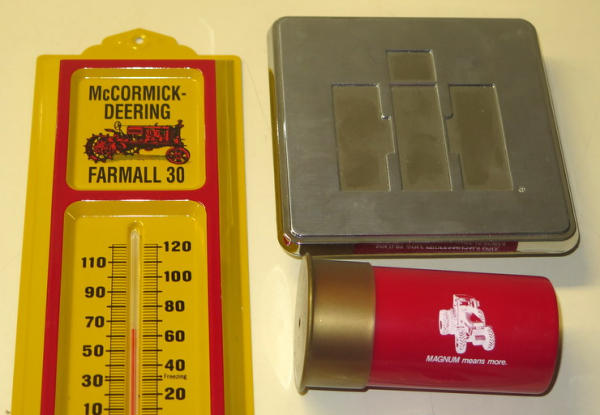 McCORMICK-
DEERING
FARMALL 30
120
110
100
90
80
70
60
50
40
Freezing
30
20
10
MAGNUM means more.
®